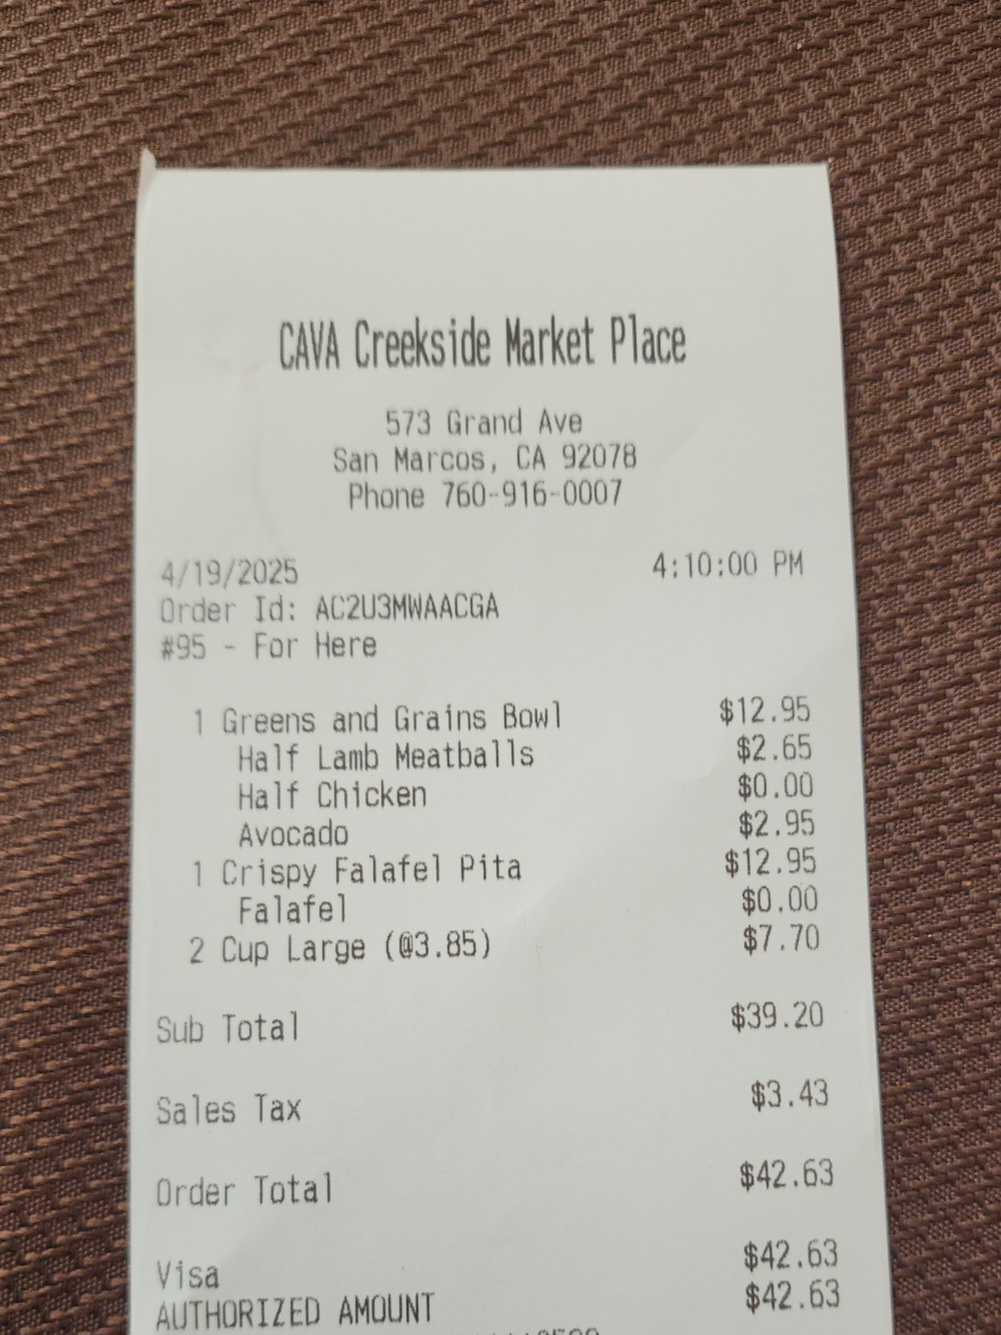 CAVA Creekside Market Place
573 Grand Ave
San Marcos, CA 92078
Phone 760-916-0007
4/19/2025 4:10:00 PM
Order Id: AC2U3MWAACGA
#95 - For Here
1 Greens and Grains Bowl $12.95
Half Lamb Meatballs $2.65
Half Chicken $0.00
Avocado $2.95
1 Crispy Falafel Pita $12.95
Falafel $0.00
2 Cup Large (@3.85) $7.70
Sub Total $39.20
Sales Tax $3.43
Order Total $42.63
Visa $42.63
AUTHORIZED AMOUNT $42.63